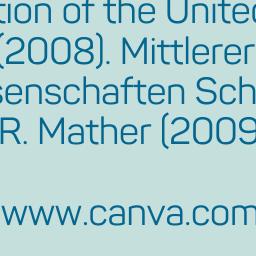 tion of the United
(2008). Mittlerer
senschaften Sch
R. Mather (2009
www.canva.com